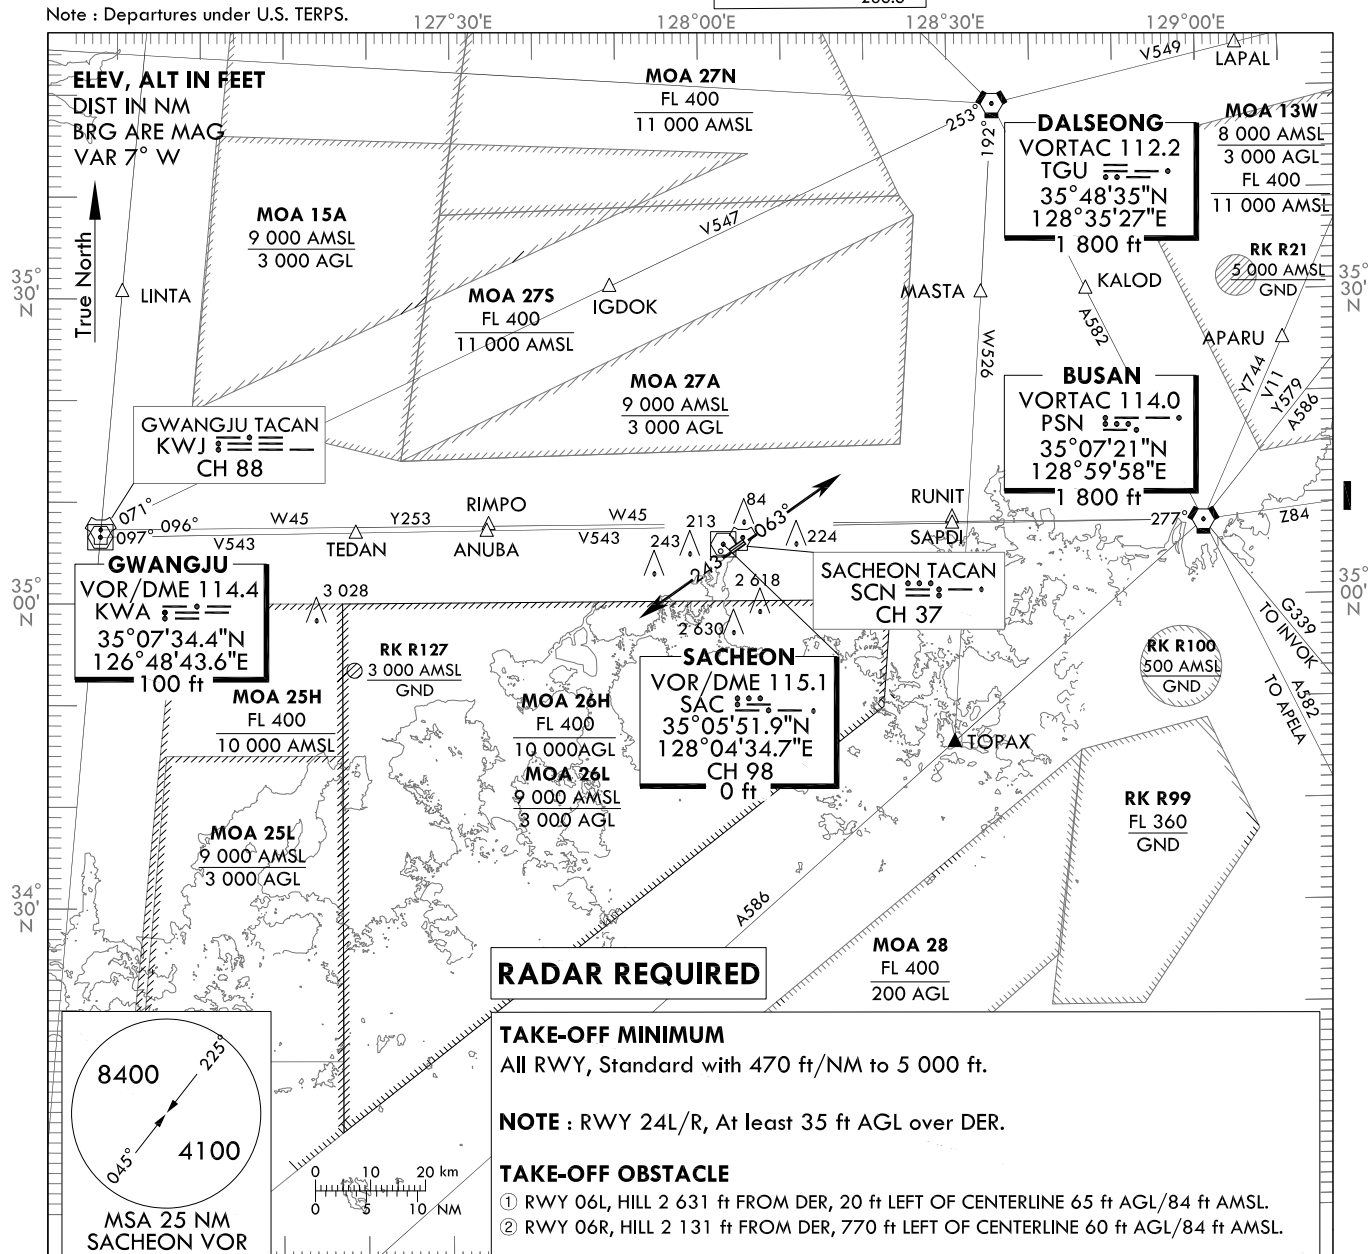 Note : Departures under U.S. TERPS.
127°30'E
128°00'E
128°30'E
129°00'E
ELEV, ALT IN FEET
DIST IN NM
BRG ARE MAG
VAR 7° W
True North
MOA 27N
FL 400
11 000 AMSL
V549
LAPAL
253°
192°
DALSEONG
VORTAC 112.2
TGU
35°48'35"N
128°35'27"E
1 800 ft
MOA 13W
8 000 AMSL
3 000 AGL
FL 400
11 000 AMSL
MOA 15A
9 000 AMSL
3 000 AGL
V547
RK R21
5 000 AMSL
GND
35°
30'
N
35°
30'
N
LINTA
MOA 27S
FL 400
11 000 AMSL
IGDOK
MASTA
KALOD
A582
W526
APARU
Y744
V11
Y579
A586
MOA 27A
9 000 AMSL
3 000 AGL
BUSAN
VORTAC 114.0
PSN
35°07'21"N
128°59'58"E
1 800 ft
GWANGJU TACAN
KWJ
CH 88
071°
096°
097°
W45
Y253
RIMPO
W45
V543
TEDAN
ANUBA
V543
213
243
84
063°
243°
224
RUNIT
SAPDI
277°
Z84
GWANGJU
VOR/DME 114.4
KWA
35°07'34.4"N
126°48'43.6"E
100 ft
3 028
2 618
2 630
SACHEON TACAN
SCN
CH 37
35°
00'
N
35°
00'
N
G339
TO INVOK
A582
TO APELA
RK R127
3 000 AMSL
GND
RK R100
500 AMSL
GND
SACHEON
VOR/DME 115.1
SAC
35°05'51.9"N
128°04'34.7"E
CH 98
0 ft
MOA 25H
FL 400
10 000 AMSL
MOA 26H
FL 400
10 000AGL
MOA 26L
9 000 AMSL
3 000 AGL
TOPAX
MOA 25L
9 000 AMSL
3 000 AGL
RK R99
FL 360
GND
34°
30'
N
A586
MOA 28
FL 400
200 AGL
RADAR REQUIRED
8400
225°
4100
045°
MSA 25 NM
SACHEON VOR
0 10 20 km
0 5 10 NM
TAKE-OFF MINIMUM
All RWY, Standard with 470 ft/NM to 5 000 ft.
NOTE : RWY 24L/R, At least 35 ft AGL over DER.
TAKE-OFF OBSTACLE
① RWY 06L, HILL 2 631 ft FROM DER, 20 ft LEFT OF CENTERLINE 65 ft AGL/84 ft AMSL.
② RWY 06R, HILL 2 131 ft FROM DER, 770 ft LEFT OF CENTERLINE 60 ft AGL/84 ft AMSL.